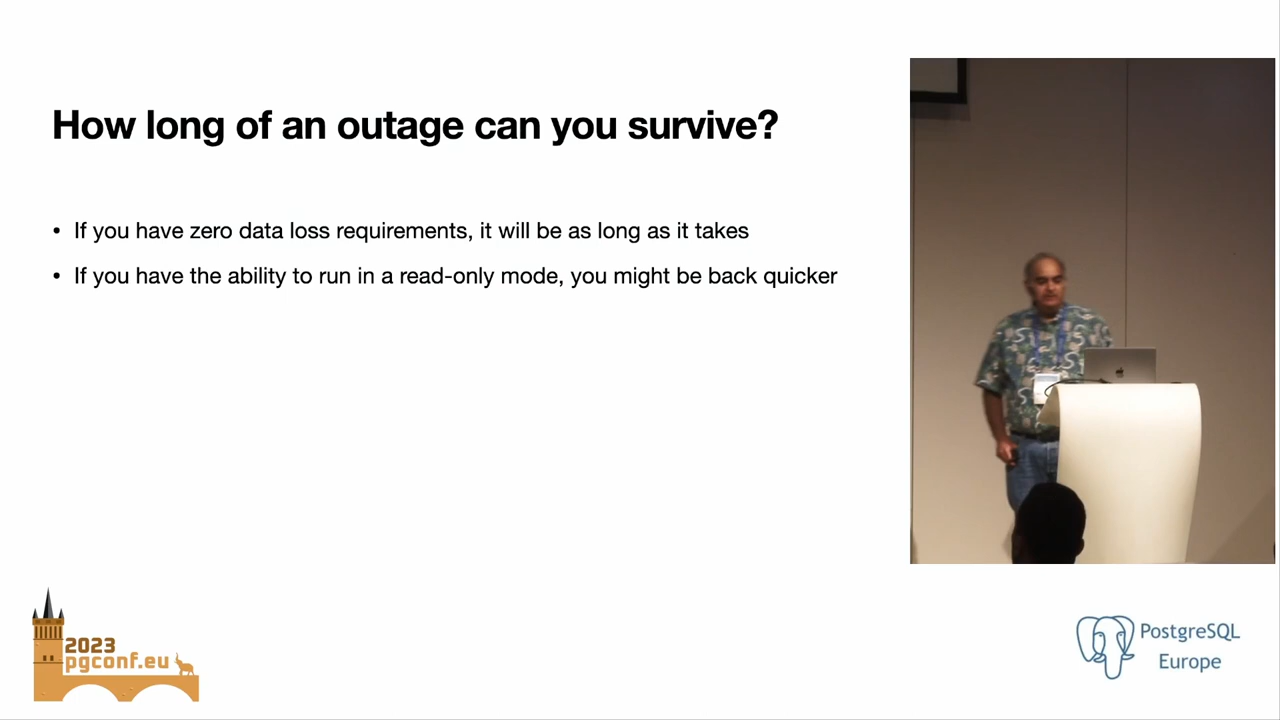 How long of an outage can you survive?
• If you have zero data loss requirements, it will be as long as it takes
• If you have the ability to run in a read-only mode, you might be back quicker
2023
pgconf.eu
PostgreSQL
Europe